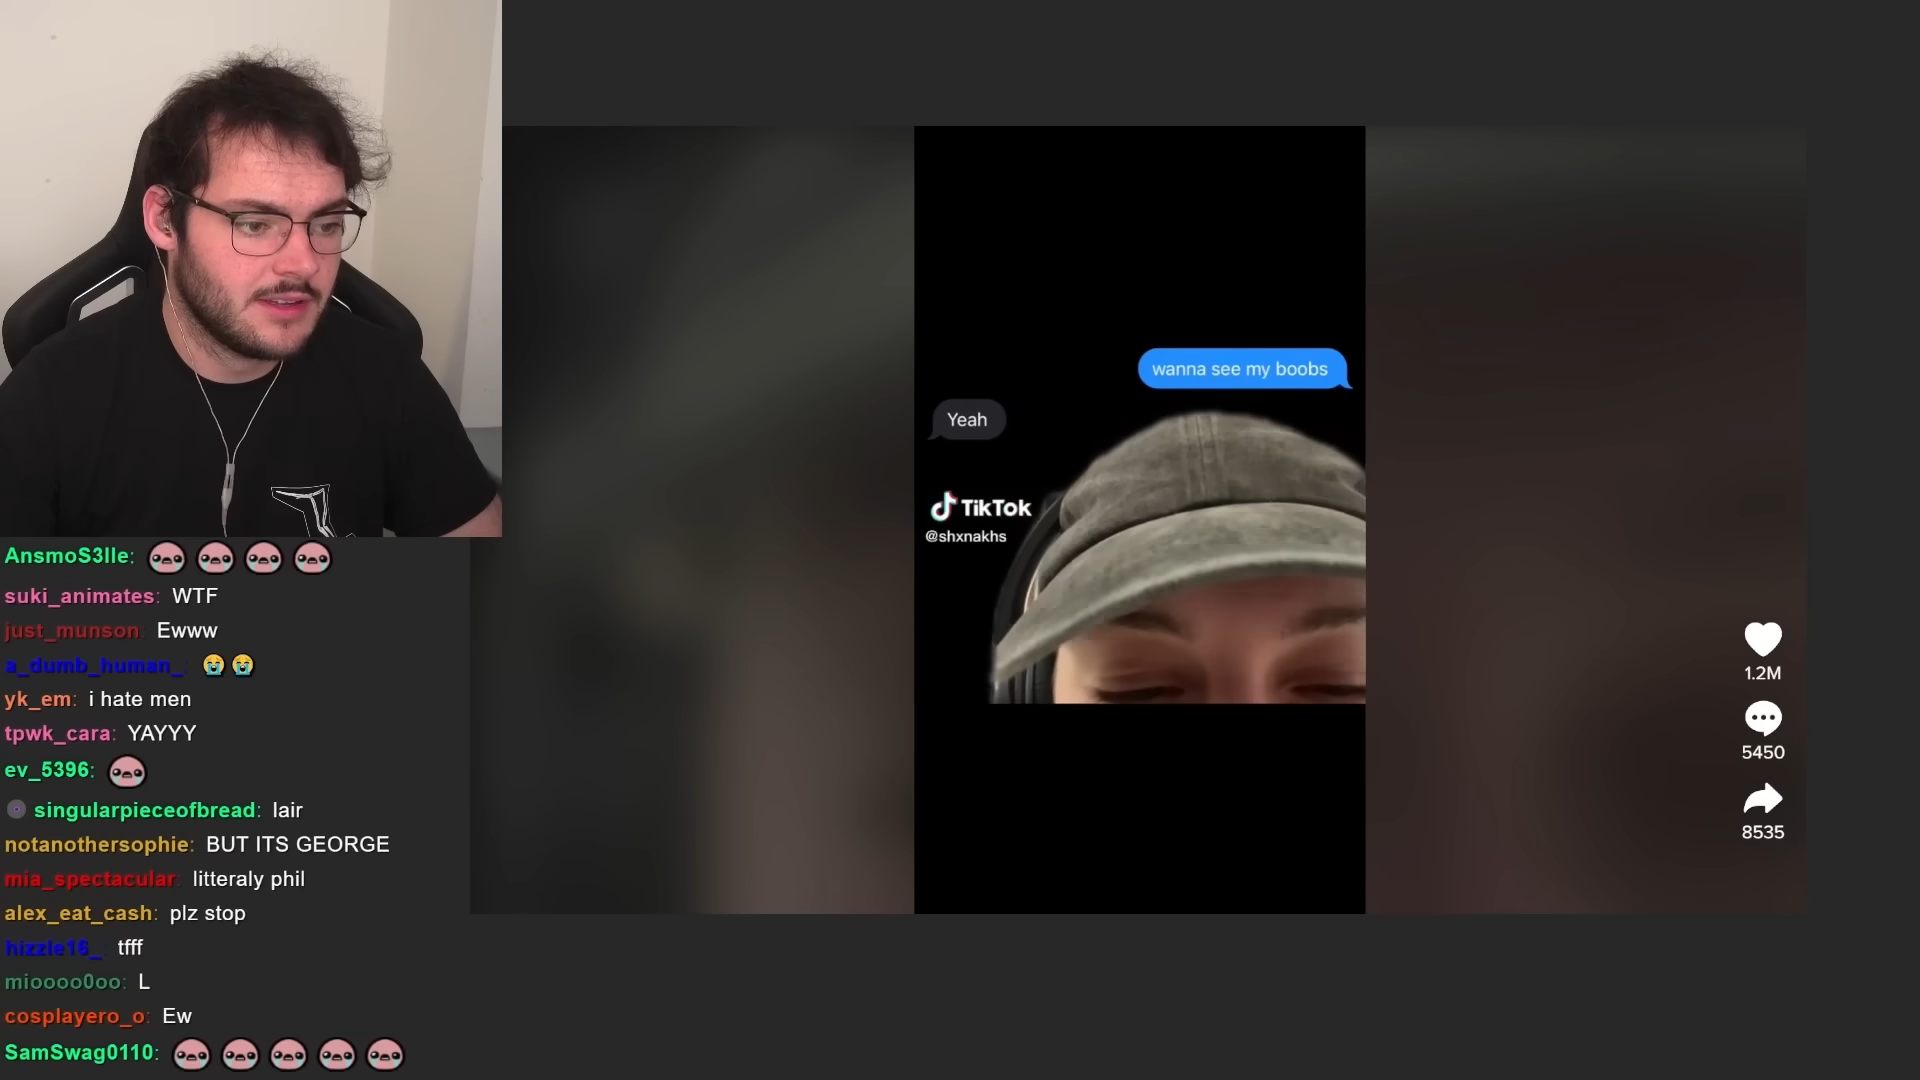 wanna see my boobs
Yeah
TikTok
@shxnakhs
1.2M
5450
8535
AnsmoS3lle:
suki_animates: WTF
just_munson: Ewww
a_dumb_human_: 😭😭
yk_em: i hate men
tpwk_cara: YAYYY
ev_5396:
singularpieceofbread: lair
notanothersophie: BUT ITS GEORGE
mia_spectacular: litteraly phil
alex_eat_cash: plz stop
hizzle16_: tfff
mioooo0oo: L
cosplayero_o: Ew
SamSwag0110: